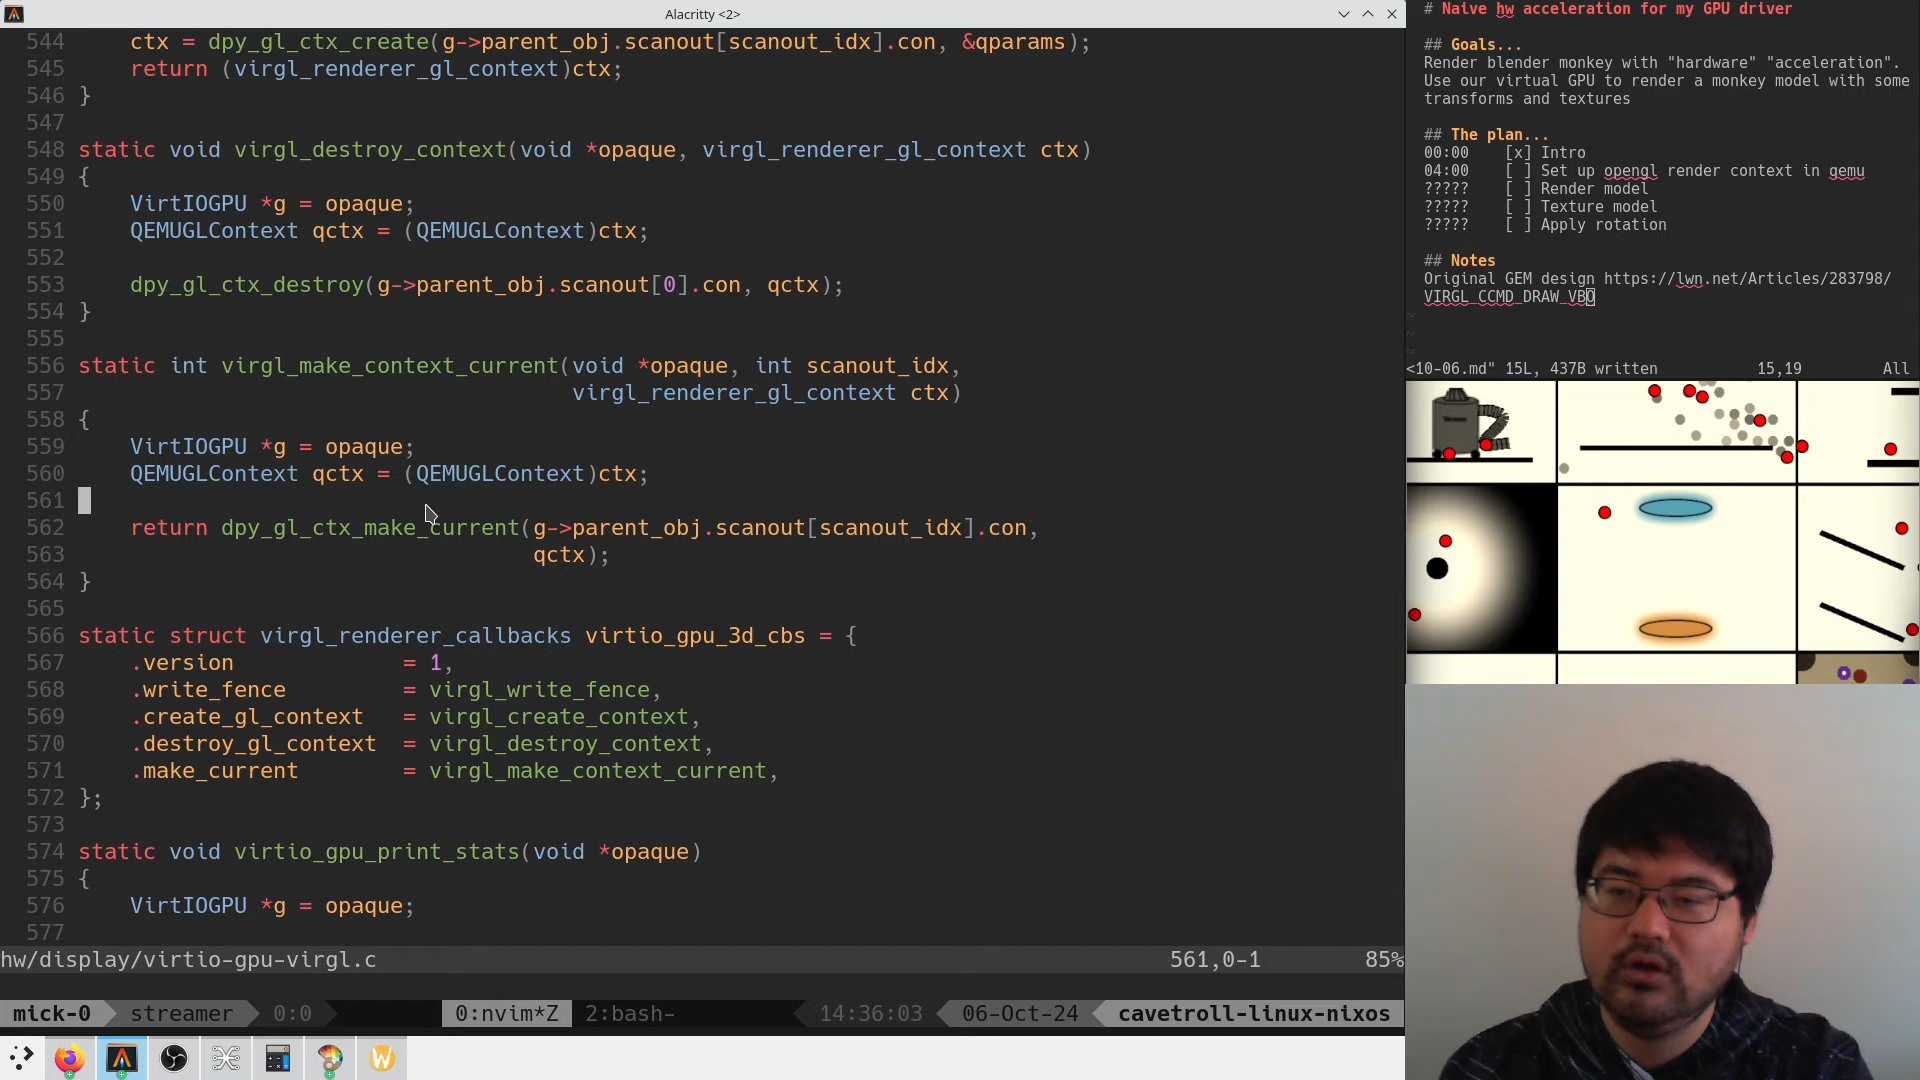 Alacritty <2>
544 ctx = dpy_gl_ctx_create(g->parent_obj.scanout[scanout_idx].con, &qparams);
545 return (virgl_renderer_gl_context)ctx;
546 }
547
548 static void virgl_destroy_context(void *opaque, virgl_renderer_gl_context ctx)
549 {
550 VirtIOGPU *g = opaque;
551 QEMUGLContext qctx = (QEMUGLContext)ctx;
552
553 dpy_gl_ctx_destroy(g->parent_obj.scanout[0].con, qctx);
554 }
555
556 static int virgl_make_context_current(void *opaque, int scanout_idx,
557 virgl_renderer_gl_context ctx)
558 {
559 VirtIOGPU *g = opaque;
560 QEMUGLContext qctx = (QEMUGLContext)ctx;
561
562 return dpy_gl_ctx_make_current(g->parent_obj.scanout[scanout_idx].con,
563 qctx);
564 }
565
566 static struct virgl_renderer_callbacks virtio_gpu_3d_cbs = {
567 .version = 1,
568 .write_fence = virgl_write_fence,
569 .create_gl_context = virgl_create_context,
570 .destroy_gl_context = virgl_destroy_context,
571 .make_current = virgl_make_context_current,
572 };
573
574 static void virtio_gpu_print_stats(void *opaque)
575 {
576 VirtIOGPU *g = opaque;
577
hw/display/virtio-gpu-virgl.c 561,0-1 85%
mick-0 streamer 0:0 0:nvim*Z 2:bash- 14:36:03 06-Oct-24 cavetroll-linux-nixos
# Naive hw acceleration for my GPU driver
## Goals...
Render blender monkey with "hardware" "acceleration".
Use our virtual GPU to render a monkey model with some
transforms and textures
## The plan...
00:00 [x] Intro
04:00 [ ] Set up opengl render context in qemu
????? [ ] Render model
????? [ ] Texture model
????? [ ] Apply rotation
## Notes
Original GEM design https://lwn.net/Articles/283798/
VIRGL_CCMD_DRAW_VBO
~
~
~
<10-06.md" 15L, 437B written 15,19 All